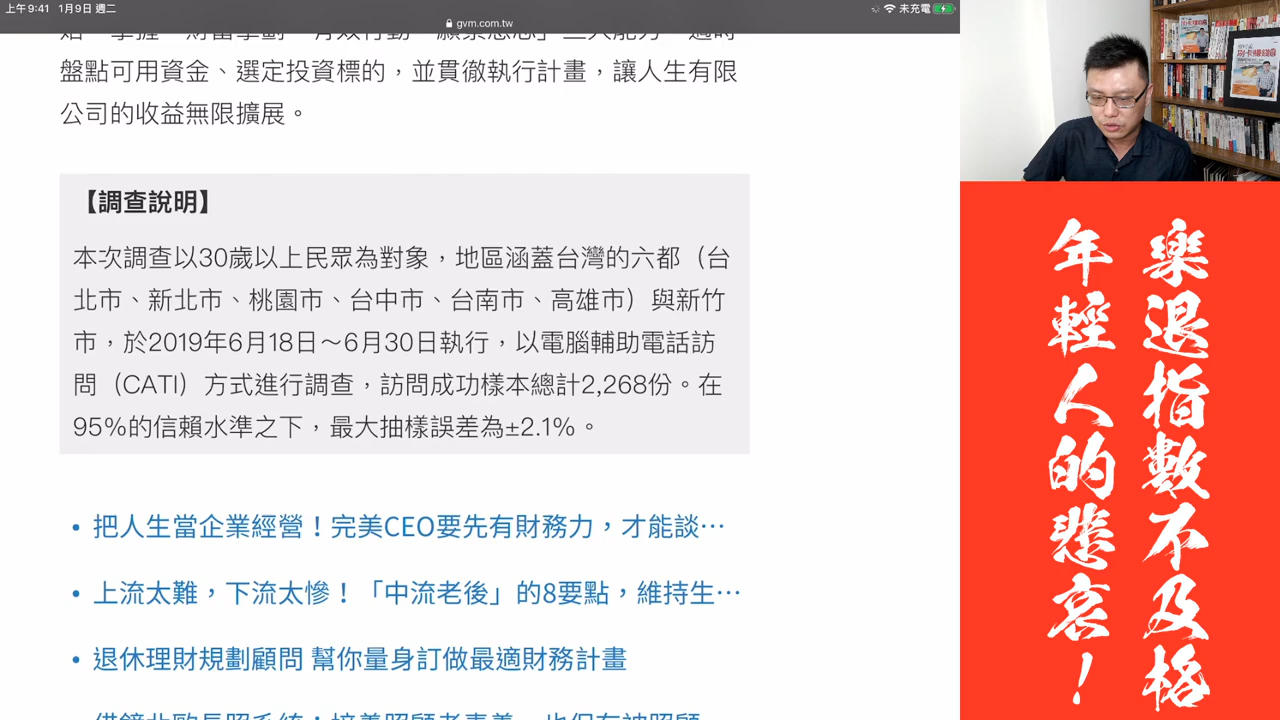 上午9:41 1月9日 週二
gvm.com.tw
未充電
盤點可用資金、選定投資標的，並貫徹執行計畫，讓人生有限
公司的收益無限擴展。
【調查說明】
本次調查以30歲以上民眾為對象，地區涵蓋台灣的六都（台
北市、新北市、桃園市、台中市、台南市、高雄市）與新竹
市，於2019年6月18日～6月30日執行，以電腦輔助電話訪
問（CATI）方式進行調查，訪問成功樣本總計2,268份。在
95%的信賴水準之下，最大抽樣誤差為±2.1%。
• 把人生當企業經營！完美CEO要先有財務力，才能談⋯
• 上流太難，下流太慘！「中流老後」的8要點，維持生⋯
• 退休理財規劃顧問 幫你量身訂做最適財務計畫
樂退指數不及格
年輕人的悲哀！